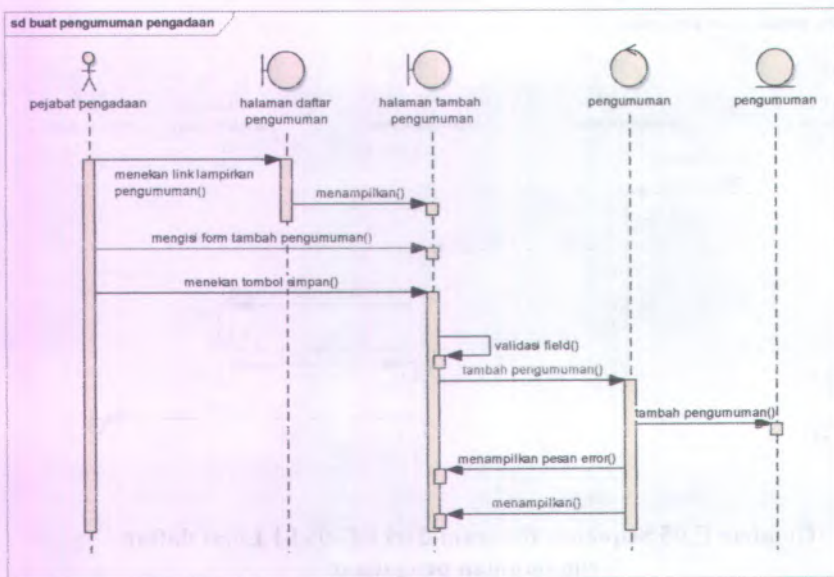 sd buat pengumuman pengadaan
pejabat pengadaan
halaman daftar
pengumuman
halaman tambah
pengumuman
pengumuman
pengumuman
menekan link lampirkan
pengumuman()
menampilkan()
mengisi form tambah pengumuman()
menekan tombol simpan()
validasi field()
tambah pengumuman()
tambah pengumuman()
menampilkan pesan error()
menampilkan()